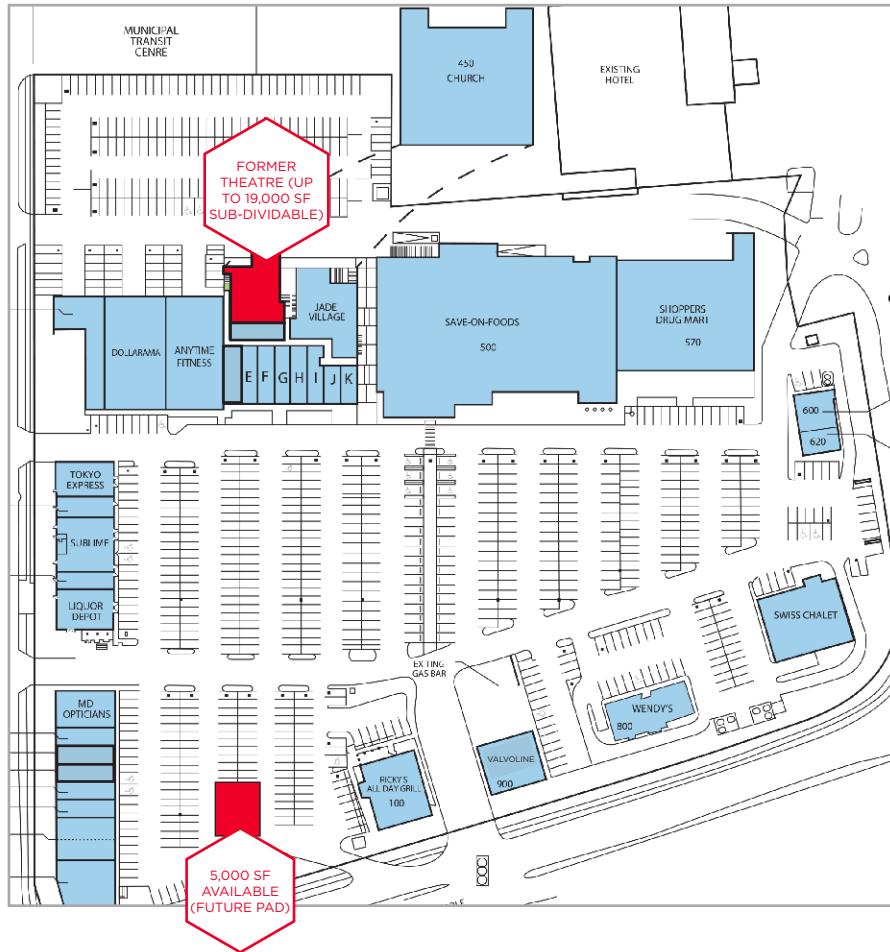 MUNICIPAL
TRANSIT
CENRE
450
CHURCH
EXISTING
HOTEL
FORMER
THEATRE (UP
TO 19,000 SF
SUB-DIVIDABLE)
JADE
VILLAGE
SAVE-ON-FOODS
500
SHOPPERS
DRUG MART
570
DOLLARAMA
ANYTIME
FITNESS
E
F
G
H
I
J
K
600
620
TOKYO
EXPRESS
SUBLIME
LIQUOR
DEPOT
SWISS CHALET
EXITING
GAS BAR
MD
OPTICIANS
WENDY'S
800
VALVOLINE
900
RICKY'S
ALL DAY GRILL
100
5,000 SF
AVAILABLE
(FUTURE PAD)